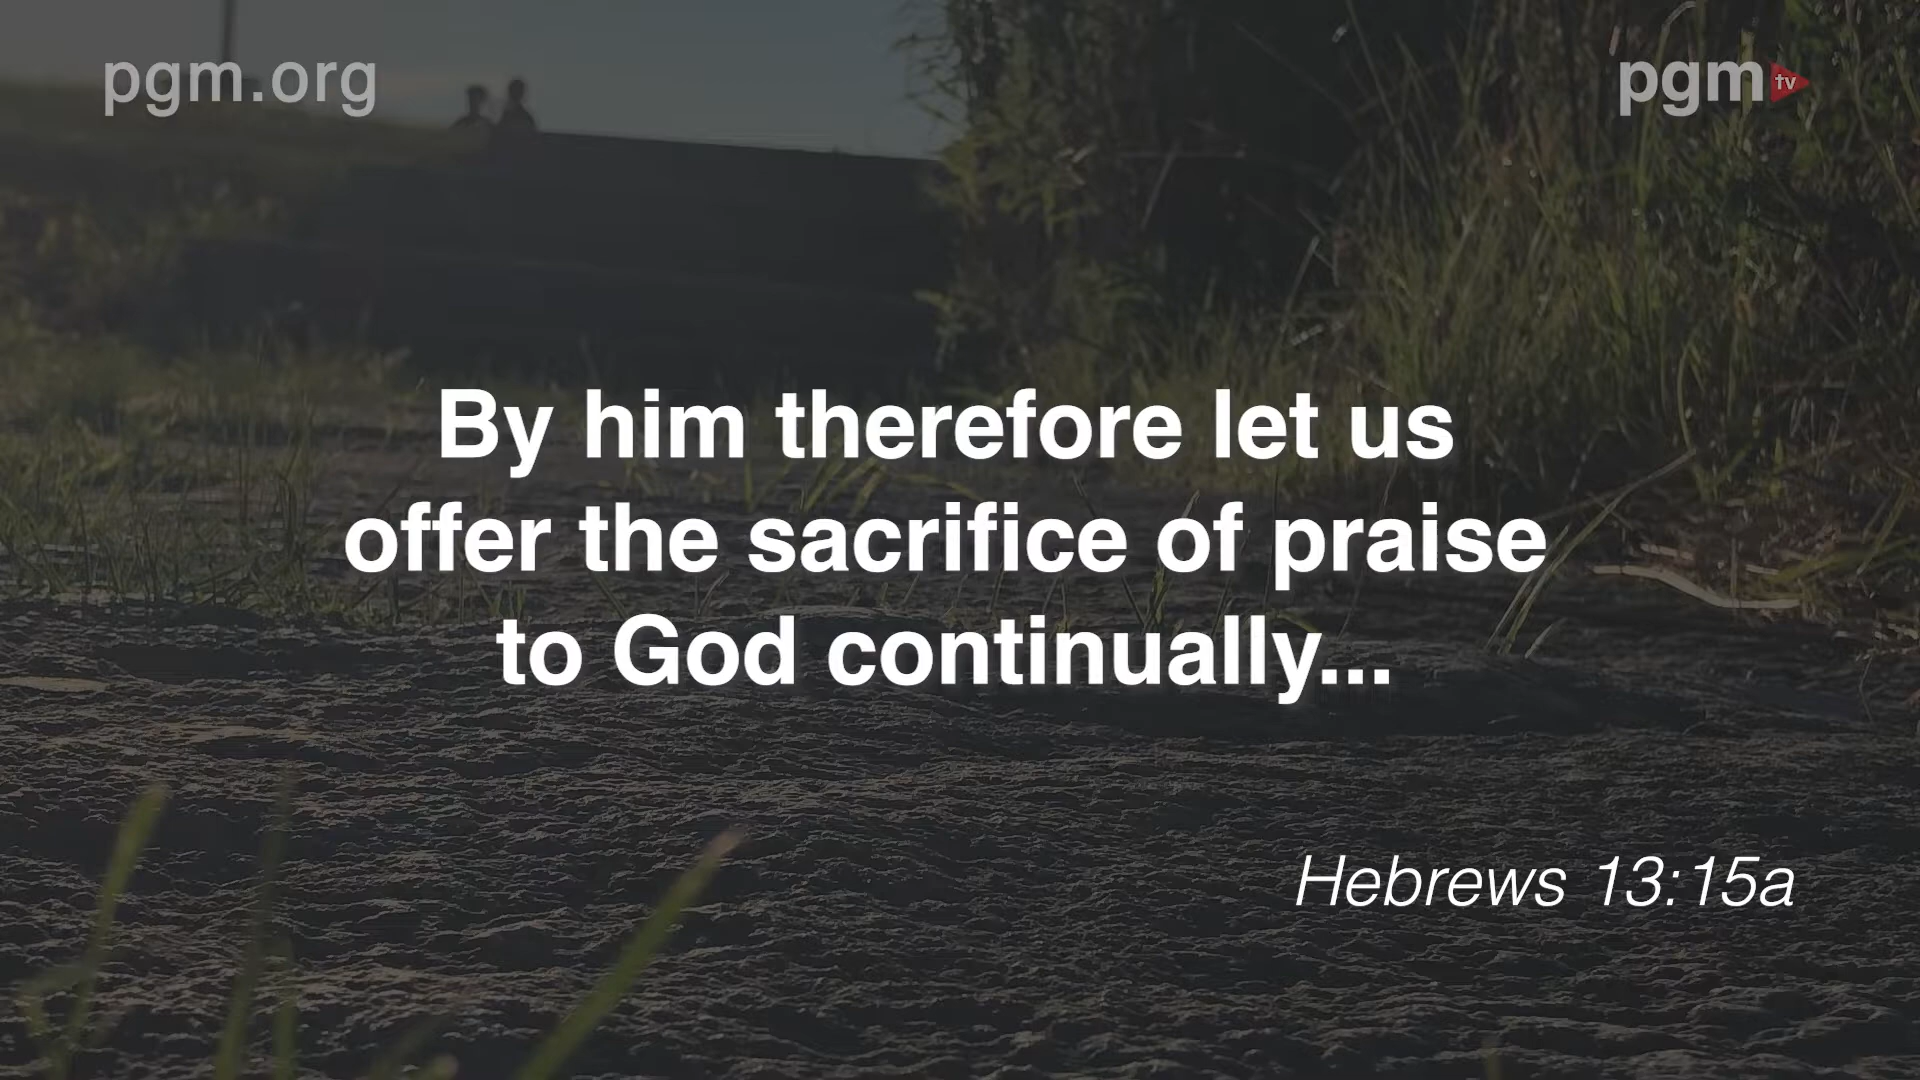 pgm.org
pgm tv
By him therefore let us
offer the sacrifice of praise
to God continually...
Hebrews 13:15a